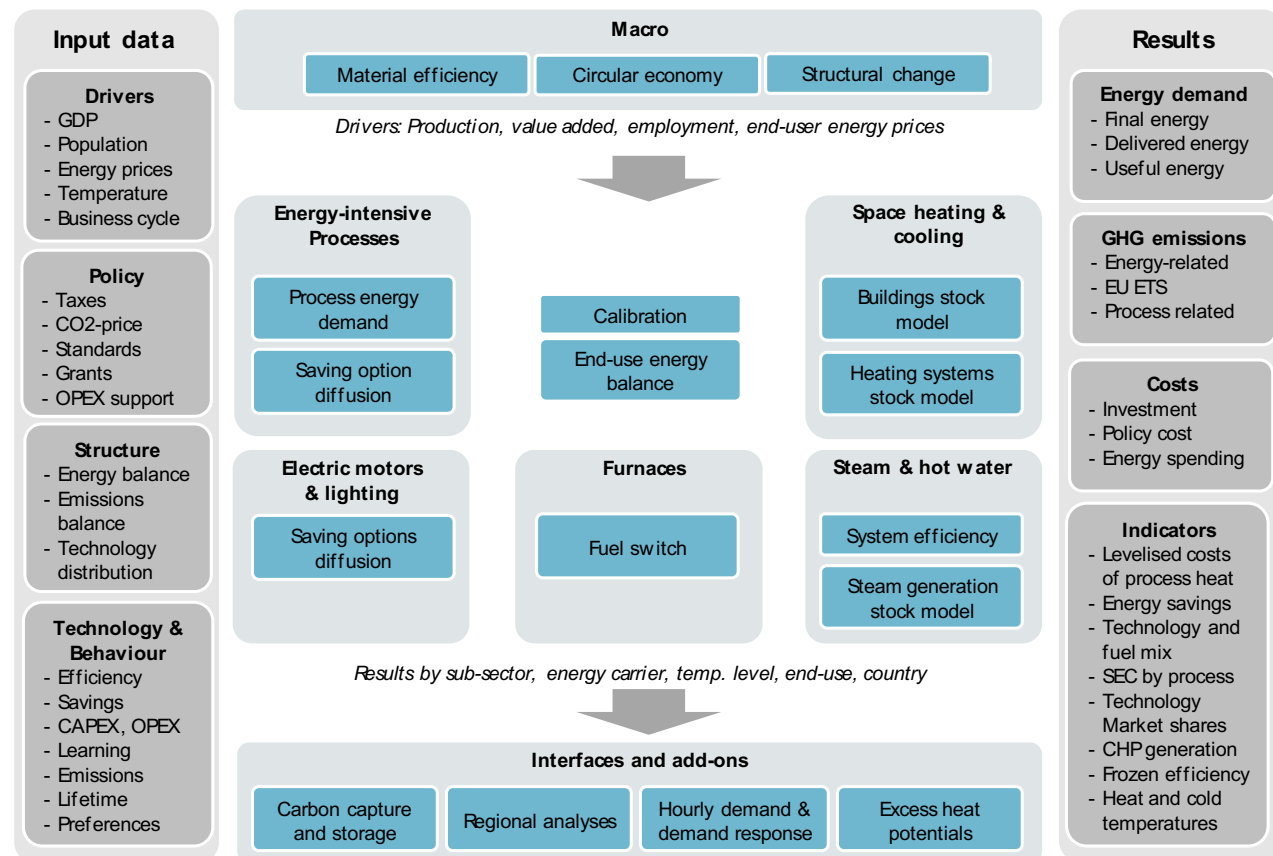 Input data
Drivers
- GDP
- Population
- Energy prices
- Temperature
- Business cycle
Policy
- Taxes
- CO2-price
- Standards
- Grants
- OPEX support
Structure
- Energy balance
- Emissions
balance
- Technology
distribution
Technology &
Behaviour
- Efficiency
- Savings
- CAPEX, OPEX
- Learning
- Emissions
- Lifetime
- Preferences
Macro
Material efficiency
Circular economy
Structural change
Drivers: Production, value added, employment, end-user energy prices
Energy-intensive
Processes
Process energy
demand
Saving option
diffusion
Calibration
End-use energy
balance
Space heating &
cooling
Buildings stock
model
Heating systems
stock model
Electric motors
& lighting
Saving options
diffusion
Furnaces
Fuel switch
Steam & hot water
System efficiency
Steam generation
stock model
Results by sub-sector, energy carrier, temp. level, end-use, country
Interfaces and add-ons
Carbon capture
and storage
Regional analyses
Hourly demand &
demand response
Excess heat
potentials
Results
Energy demand
- Final energy
- Delivered energy
- Useful energy
GHG emissions
- Energy-related
- EU ETS
- Process related
Costs
- Investment
- Policy cost
- Energy spending
Indicators
- Levelised costs
of process heat
- Energy savings
- Technology and
fuel mix
- SEC by process
- Technology
Market shares
- CHP generation
- Frozen efficiency
- Heat and cold
temperatures